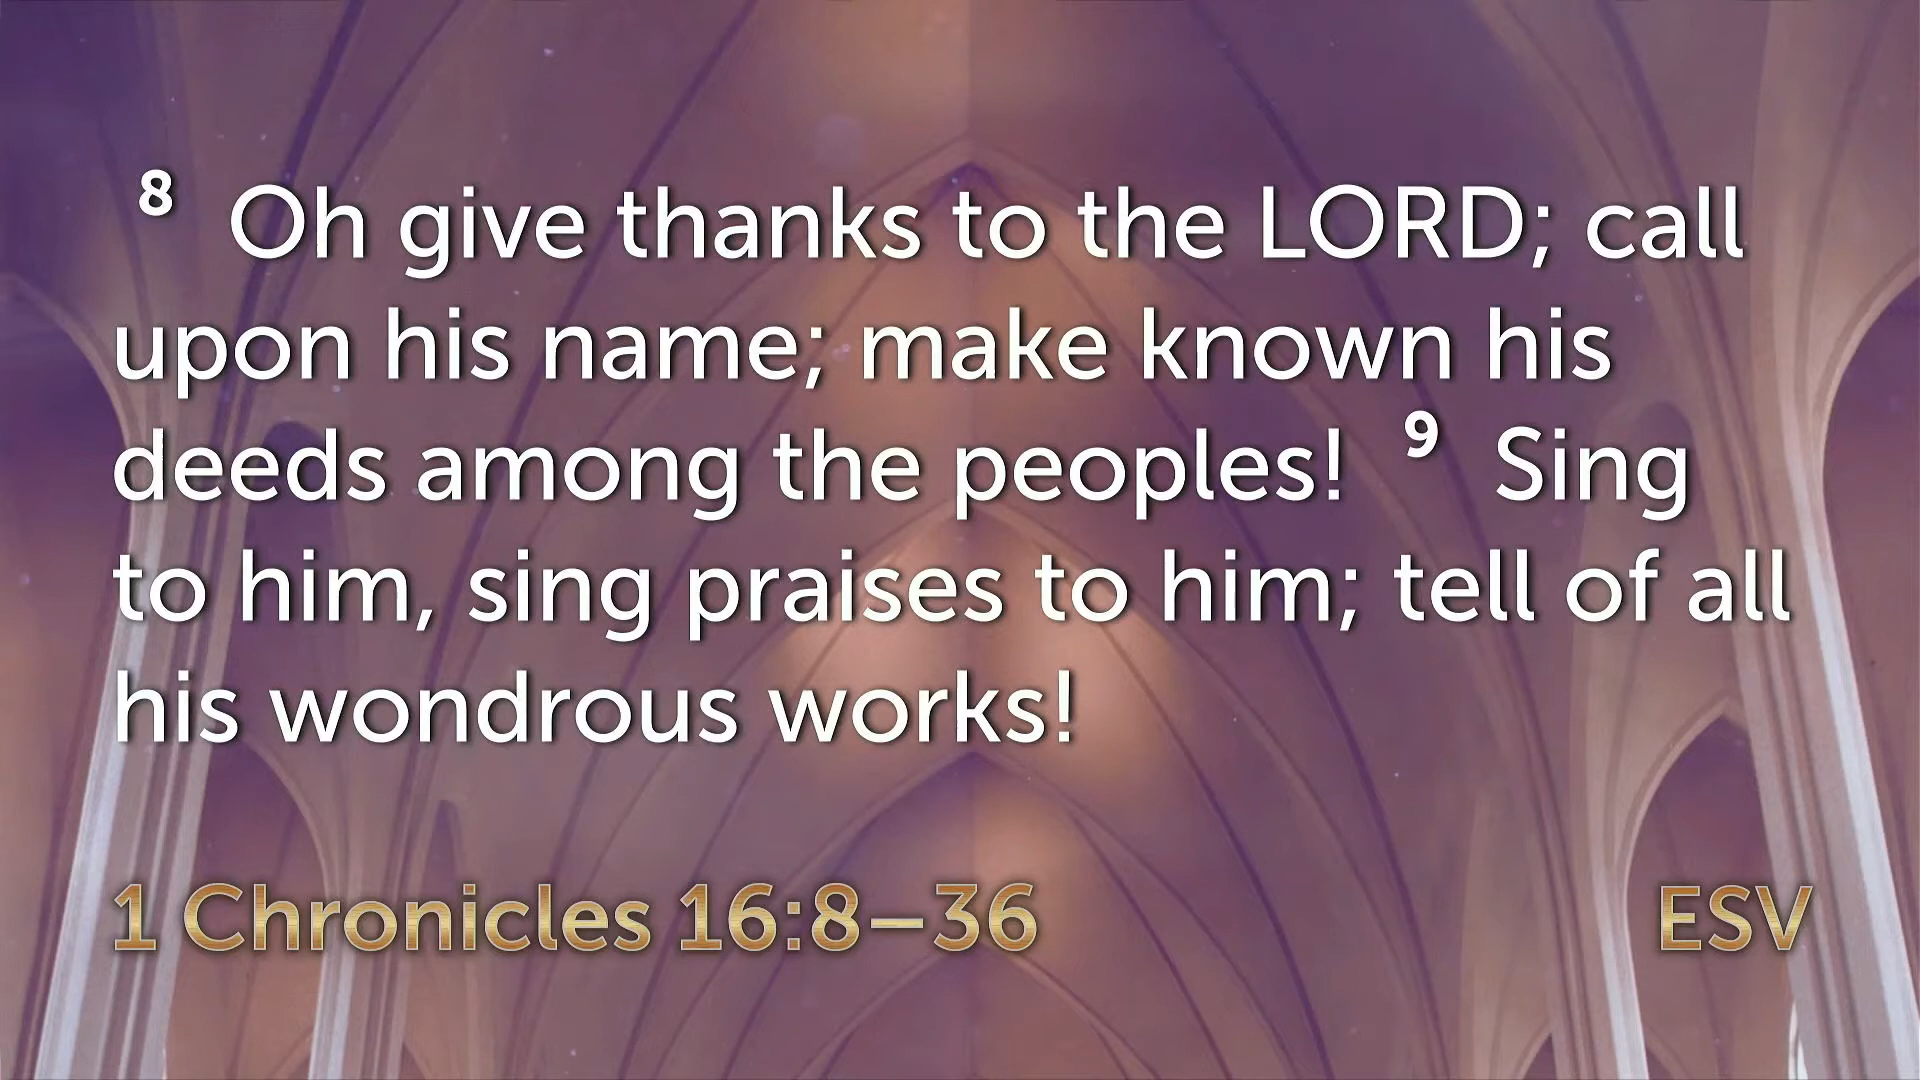 8 Oh give thanks to the LORD; call
upon his name; make known his
deeds among the peoples! 9 Sing
to him, sing praises to him; tell of all
his wondrous works!
1 Chronicles 16:8–36 ESV